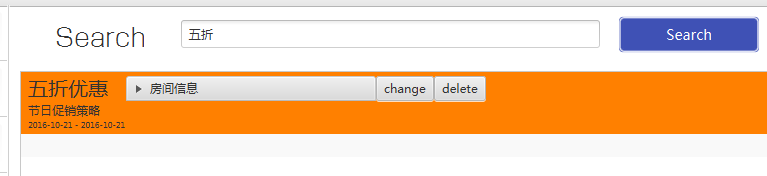 Search 五折 Search
五折优惠 房间信息 change delete
节日促销策略
2016-10-21 - 2016-10-21